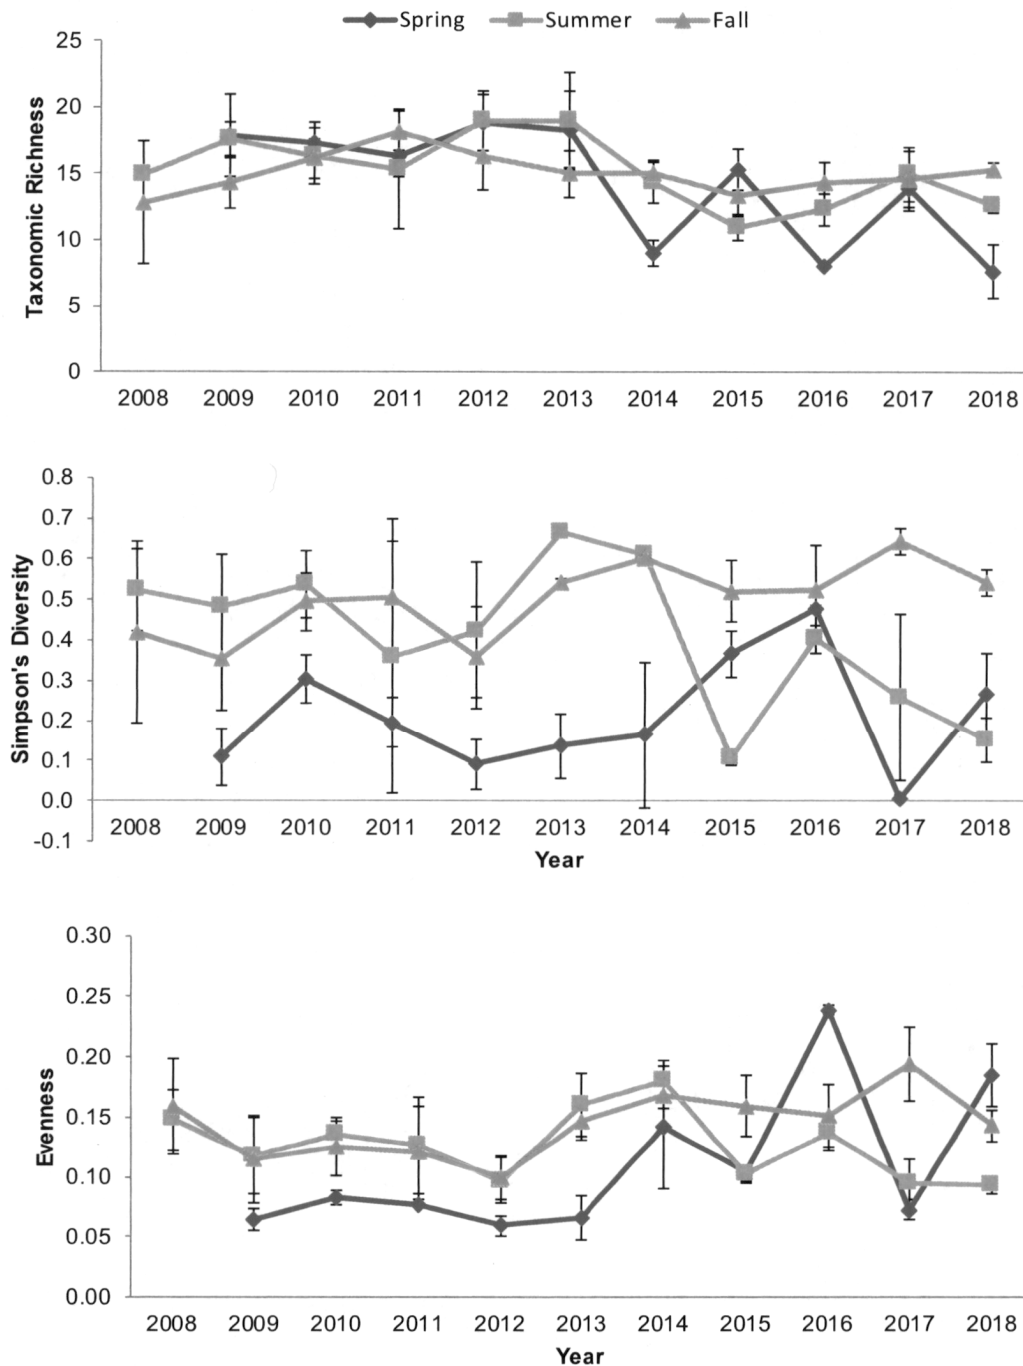 Spring Summer Fall
Taxonomic Richness
25
20
15
10
5
0
2008 2009 2010 2011 2012 2013 2014 2015 2016 2017 2018
Simpson's Diversity
0.8
0.7
0.6
0.5
0.4
0.3
0.2
0.1
0.0
-0.1
2008 2009 2010 2011 2012 2013 2014 2015 2016 2017 2018
Year
Evenness
0.30
0.25
0.20
0.15
0.10
0.05
0.00
2008 2009 2010 2011 2012 2013 2014 2015 2016 2017 2018
Year